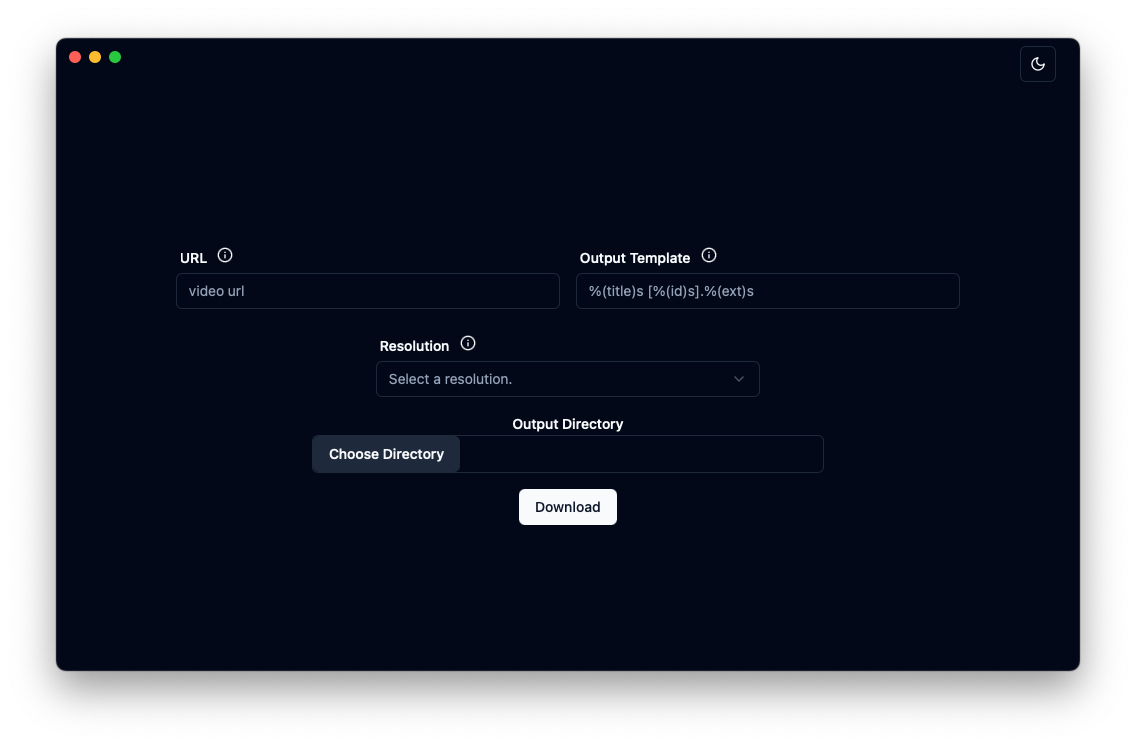 URL
Output Template
video url
%(title)s [%(id)s].%(ext)s
Resolution
Select a resolution.
Output Directory
Choose Directory
Download